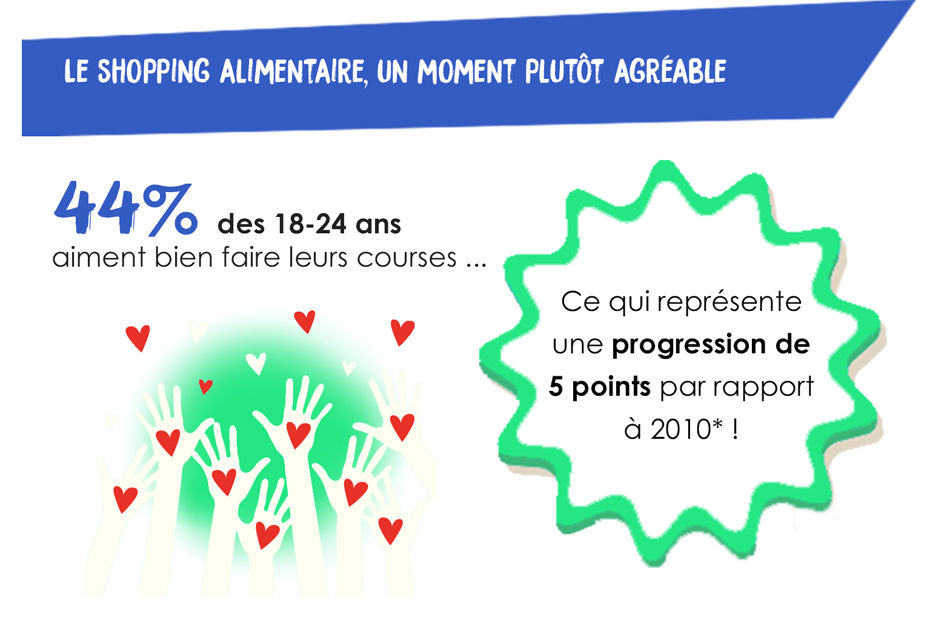 LE SHOPPING ALIMENTAIRE, UN MOMENT PLUTÔT AGRÉABLE
44% des 18-24 ans
aiment bien faire leurs courses ...
Ce qui représente
une progression de
5 points par rapport
à 2010* !